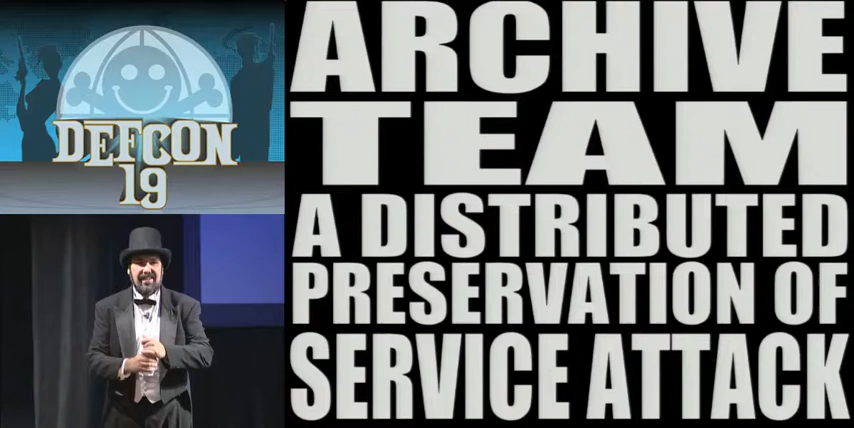 DEFCON
19
ARCHIVE
TEAM
A DISTRIBUTED
PRESERVATION OF
SERVICE ATTACK